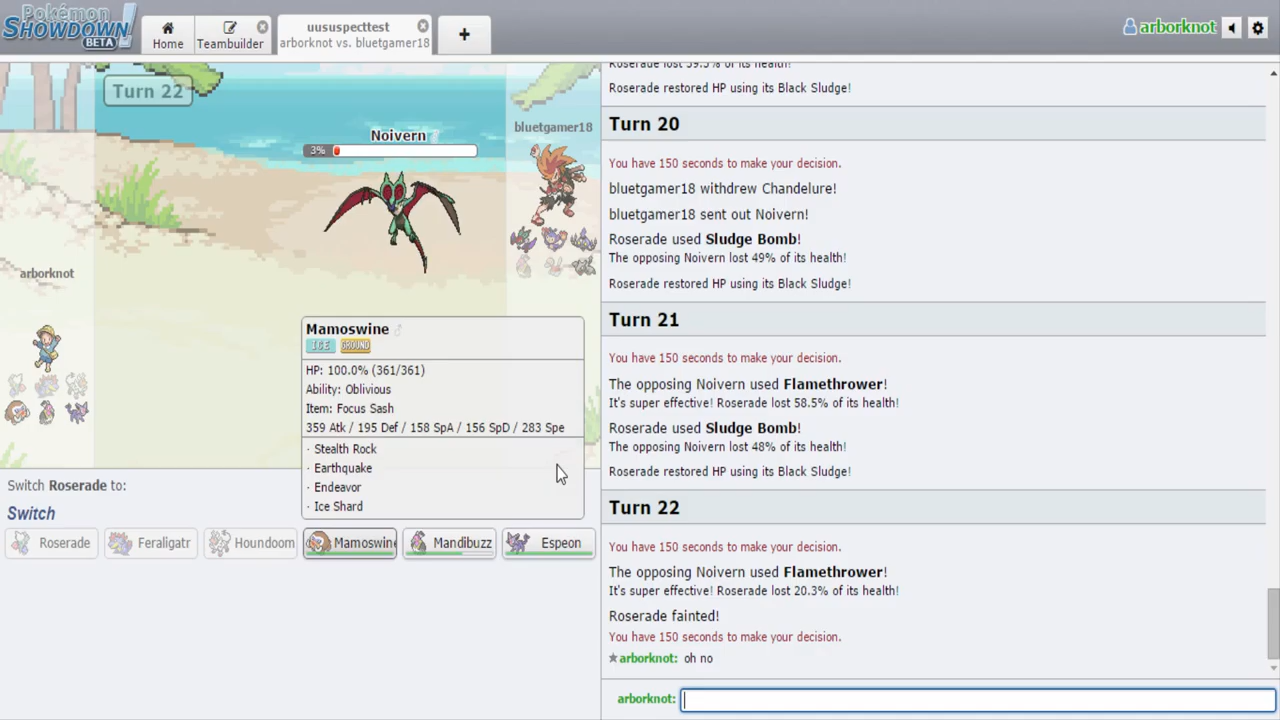 Pokémon
SHOWDOWN!
BETA
Home
Teambuilder
uususpecttest
arborknot vs. bluetgamer18
+
arborknot
Turn 22
Noivern
3%
bluetgamer18
arborknot
Mamoswine ♂
ICE GROUND
HP: 100.0% (361/361)
Ability: Oblivious
Item: Focus Sash
359 Atk / 195 Def / 158 SpA / 156 SpD / 283 Spe
· Stealth Rock
· Earthquake
· Endeavor
· Ice Shard
Switch Roserade to:
Switch
Roserade
Feraligatr
Houndoom
Mamoswine
Mandibuzz
Espeon
Roserade lost 39.5% of its health!
Roserade restored HP using its Black Sludge!
Turn 20
You have 150 seconds to make your decision.
bluetgamer18 withdrew Chandelure!
bluetgamer18 sent out Noivern!
Roserade used Sludge Bomb!
The opposing Noivern lost 49% of its health!
Roserade restored HP using its Black Sludge!
Turn 21
You have 150 seconds to make your decision.
The opposing Noivern used Flamethrower!
It's super effective! Roserade lost 58.5% of its health!
Roserade used Sludge Bomb!
The opposing Noivern lost 48% of its health!
Roserade restored HP using its Black Sludge!
Turn 22
You have 150 seconds to make your decision.
The opposing Noivern used Flamethrower!
It's super effective! Roserade lost 20.3% of its health!
Roserade fainted!
You have 150 seconds to make your decision.
★arborknot: oh no
arborknot: